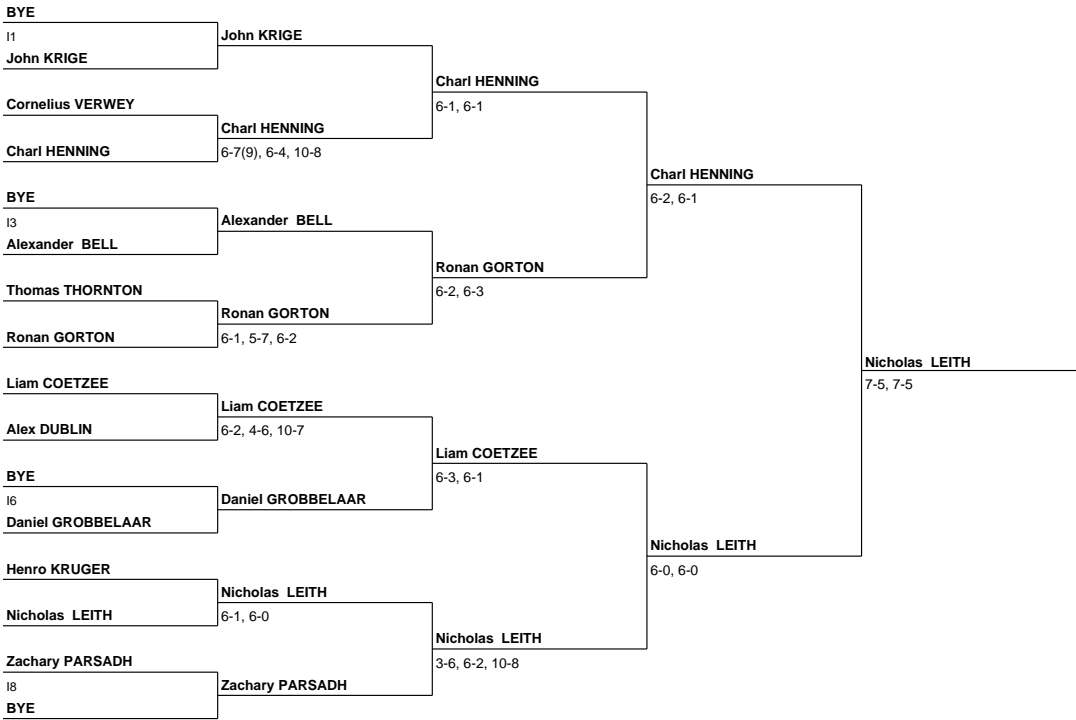 BYE
I1
John KRIGE
Cornelius VERWEY
Charl HENNING
BYE
I3
Alexander  BELL
Thomas THORNTON
Ronan GORTON
Liam COETZEE
Alex DUBLIN
BYE
I6
Daniel GROBBELAAR
Henro KRUGER
Nicholas  LEITH
Zachary PARSADH
I8
BYE
John KRIGE
Charl HENNING
6-7(9), 6-4, 10-8
Alexander  BELL
Ronan GORTON
6-1, 5-7, 6-2
Liam COETZEE
6-2, 4-6, 10-7
Daniel GROBBELAAR
Nicholas  LEITH
6-1, 6-0
Zachary PARSADH
Charl HENNING
6-1, 6-1
Ronan GORTON
6-2, 6-3
Liam COETZEE
6-3, 6-1
Nicholas  LEITH
3-6, 6-2, 10-8
Charl HENNING
6-2, 6-1
Nicholas  LEITH
6-0, 6-0
Nicholas  LEITH
7-5, 7-5